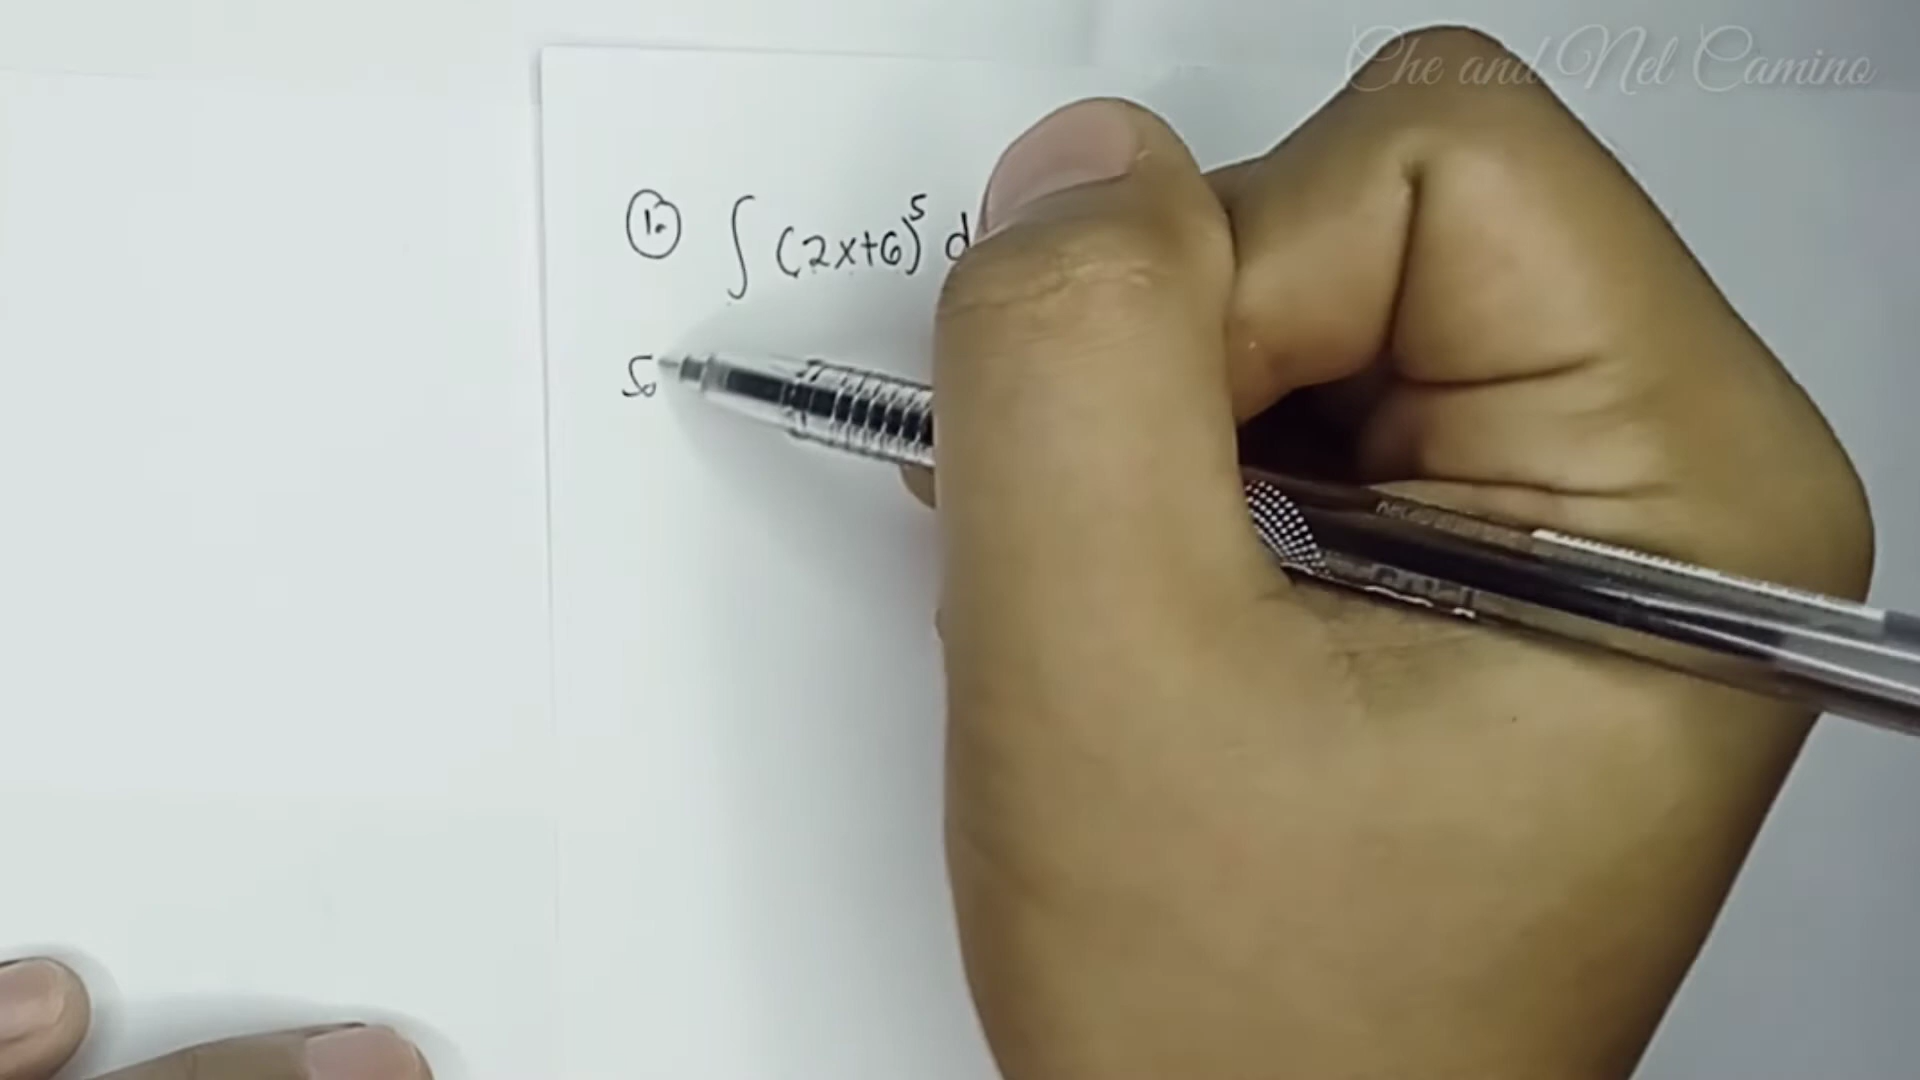 Che and Nel Camino
1. ∫ (2x+6)⁵ d
So